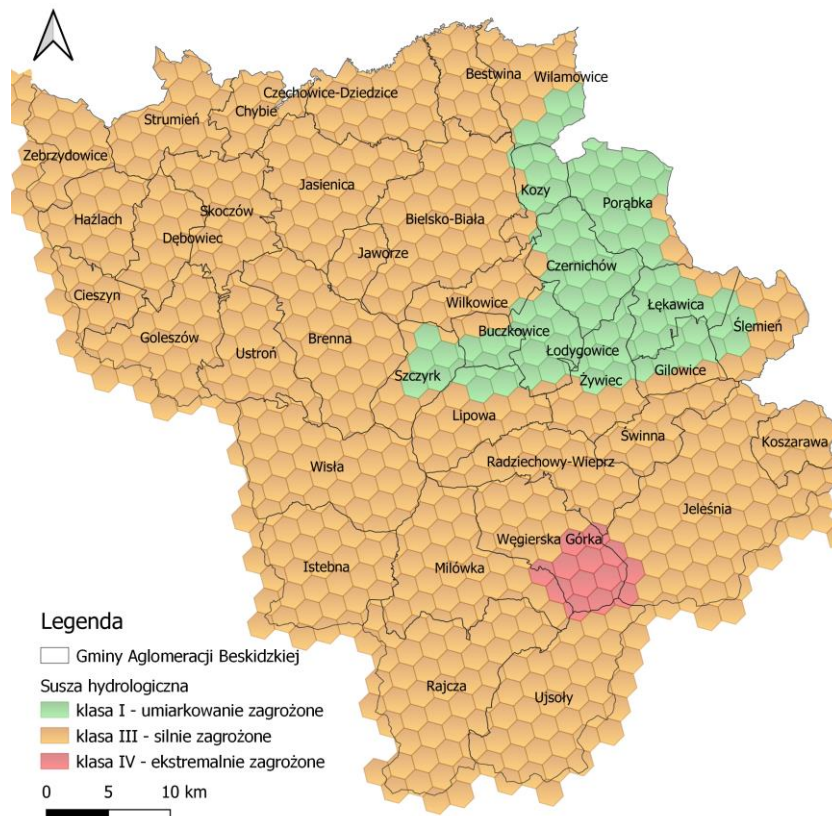 Bestwina
Wilamowice
Czechowice-Dziedzice
Chybie
Strumień
Zebrzydowice
Jasienica
Kozy
Porąbka
Hażlach
Skoczów
Bielsko-Biała
Dębowiec
Jaworze
Czernichów
Cieszyn
Wilkowice
Łękawica
Goleszów
Ustroń
Brenna
Buczkowice
Ślemień
Łodygowice
Szczyrk
Żywiec
Gilowice
Lipowa
Świnna
Koszarawa
Wisła
Radziechowy-Wieprz
Jeleśnia
Węgierska Górka
Istebna
Milówka
Rajcza
Ujsoły
Legenda
Gminy Aglomeracji Beskidzkiej
Susza hydrologiczna
klasa I - umiarkowanie zagrożone
klasa III - silnie zagrożone
klasa IV - ekstremalnie zagrożone
0 5 10 km